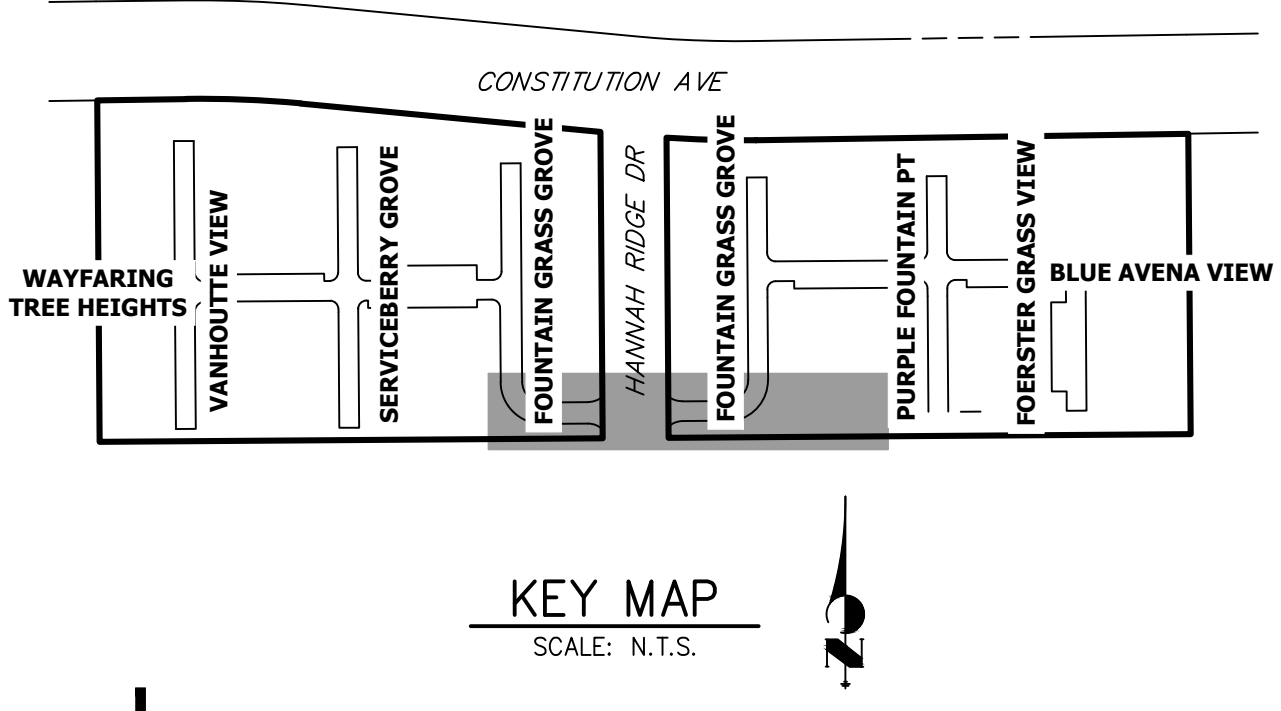 CONSTITUTION AVE
WAYFARING
TREE HEIGHTS
VANHOUTTE VIEW
SERVICEBERRY GROVE
FOUNTAIN GRASS GROVE
HANNAH RIDGE DR
FOUNTAIN GRASS GROVE
PURPLE FOUNTAIN PT
FOERSTER GRASS VIEW
BLUE AVENA VIEW
KEY MAP
SCALE: N.T.S.
N